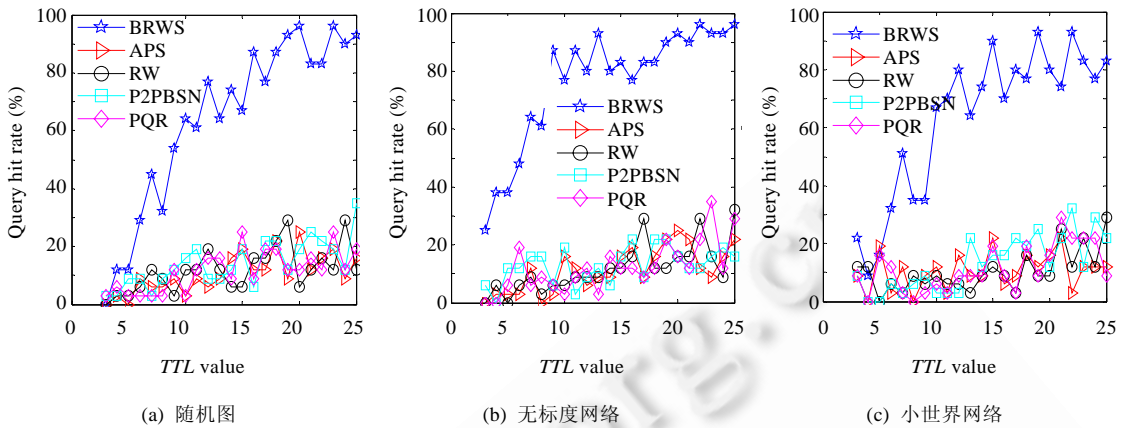 100
80
60
40
20
0
Query hit rate (%)
BRWS
APS
RW
P2PBSN
PQR
0 5 10 15 20 25
TTL value
(a) 随机图
100
80
60
40
20
0
Query hit rate (%)
BRWS
APS
RW
P2PBSN
PQR
0 5 10 15 20 25
TTL value
(b) 无标度网络
100
80
60
40
20
0
Query hit rate (%)
BRWS
APS
RW
P2PBSN
PQR
0 5 10 15 20 25
TTL value
(c) 小世界网络